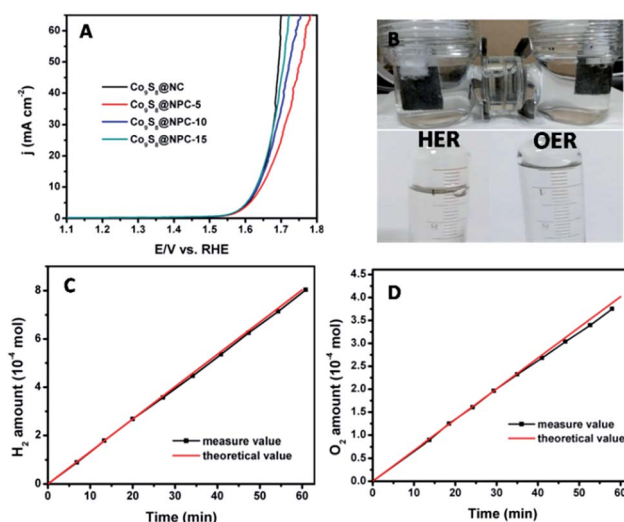 A
j (mA cm⁻²)
60
50
40
30
20
10
0
Co₉S₈@NC
Co₉S₈@NPC-5
Co₉S₈@NPC-10
Co₉S₈@NPC-15
1.1 1.2 1.3 1.4 1.5 1.6 1.7 1.8
E/V vs. RHE
B
HER OER
C
H₂ amount (10⁻⁴ mol)
8
6
4
2
0
measure value
theoretical value
0 10 20 30 40 50 60
Time (min)
D
O₂ amount (10⁻⁴ mol)
4.5
4.0
3.5
3.0
2.5
2.0
1.5
1.0
0.5
0.0
measure value
theoretical value
0 10 20 30 40 50 60
Time (min)